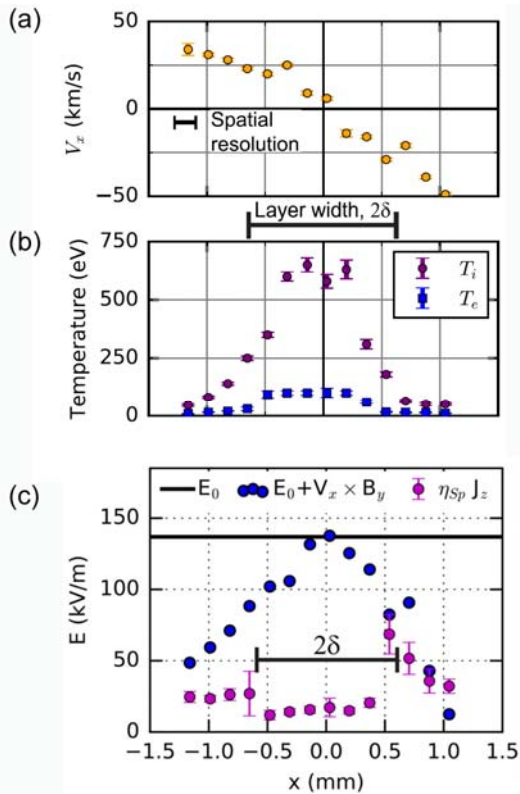 (a)
50
V_x (km/s)
0
−50
Spatial
resolution
Layer width, 2δ
(b)
750
Temperature (eV)
500
250
0
T_i
T_e
(c)
E_0
E_0+V_x × B_y
η_{Sp} J_z
150
E (kV/m)
100
50
0
2δ
−1.5 −1.0 −0.5 0.0 0.5 1.0 1.5
x (mm)